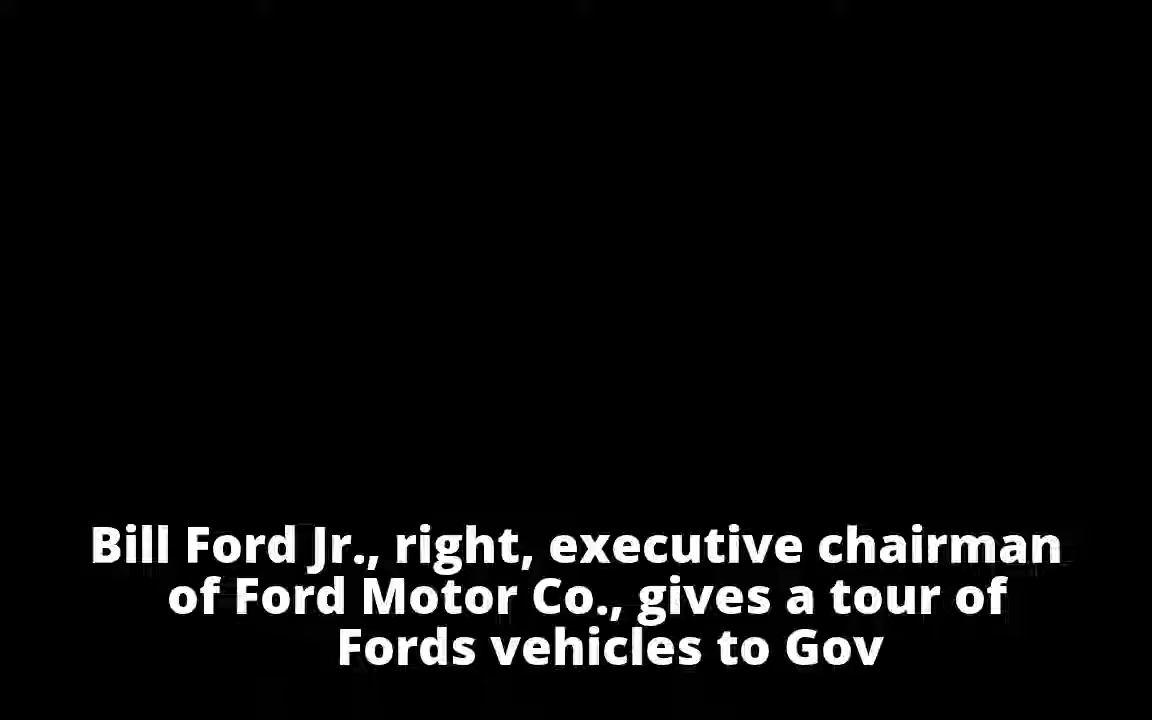 Bill Ford Jr., right, executive chairman
of Ford Motor Co., gives a tour of
Fords vehicles to Gov